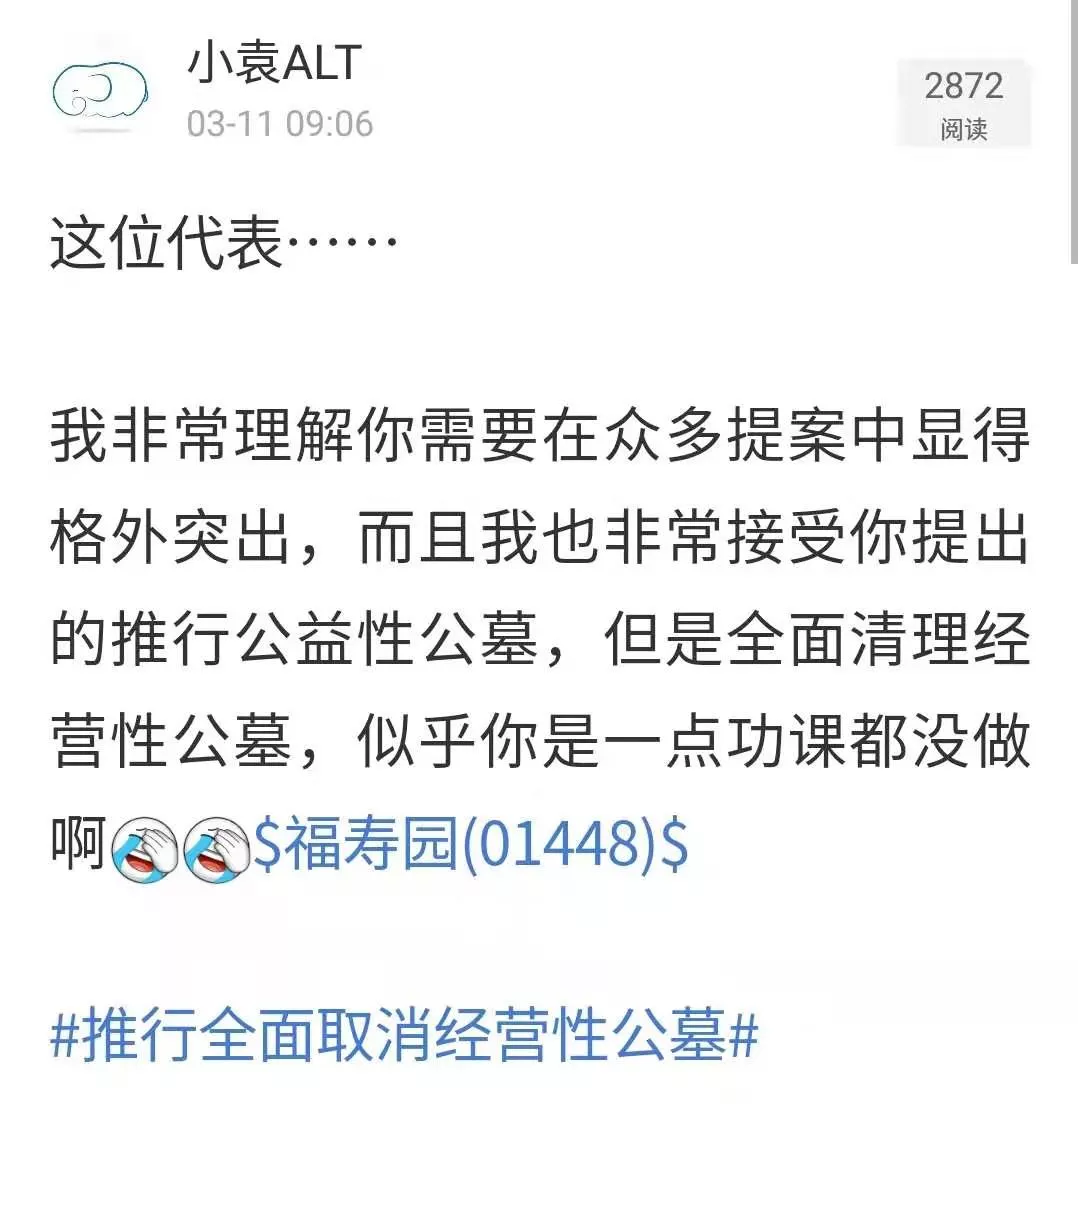 小袁ALT
03-11 09:06
2872
阅读
这位代表……
我非常理解你需要在众多提案中显得
格外突出，而且我也非常接受你提出
的推行公益性公墓，但是全面清理经
营性公墓，似乎你是一点功课都没做
啊$福寿园(01448)$
#推行全面取消经营性公墓#